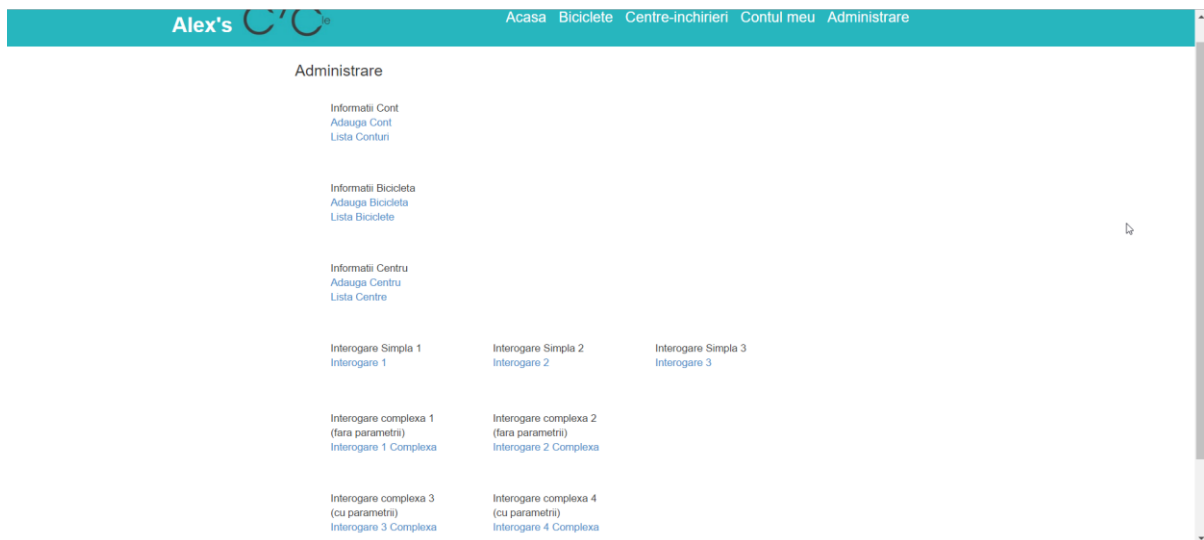 Alex's
le
Acasa Biciclete Centre-inchirieri Contul meu Administrare
Administrare
Informatii Cont
Adauga Cont
Lista Conturi
Informatii Bicicleta
Adauga Bicicleta
Lista Biciclete
Informatii Centru
Adauga Centru
Lista Centre
Interogare Simpla 1
Interogare 1
Interogare Simpla 2
Interogare 2
Interogare Simpla 3
Interogare 3
Interogare complexa 1
(fara parametrii)
Interogare 1 Complexa
Interogare complexa 2
(fara parametrii)
Interogare 2 Complexa
Interogare complexa 3
(cu parametrii)
Interogare 3 Complexa
Interogare complexa 4
(cu parametrii)
Interogare 4 Complexa